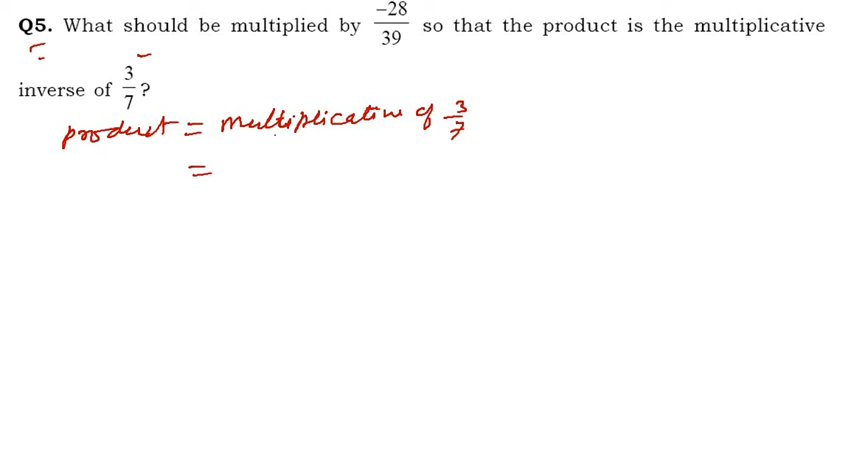 Q5. What should be multiplied by -28/39 so that the product is the multiplicative
inverse of 3/7?
product = multiplicative of 3/7
=